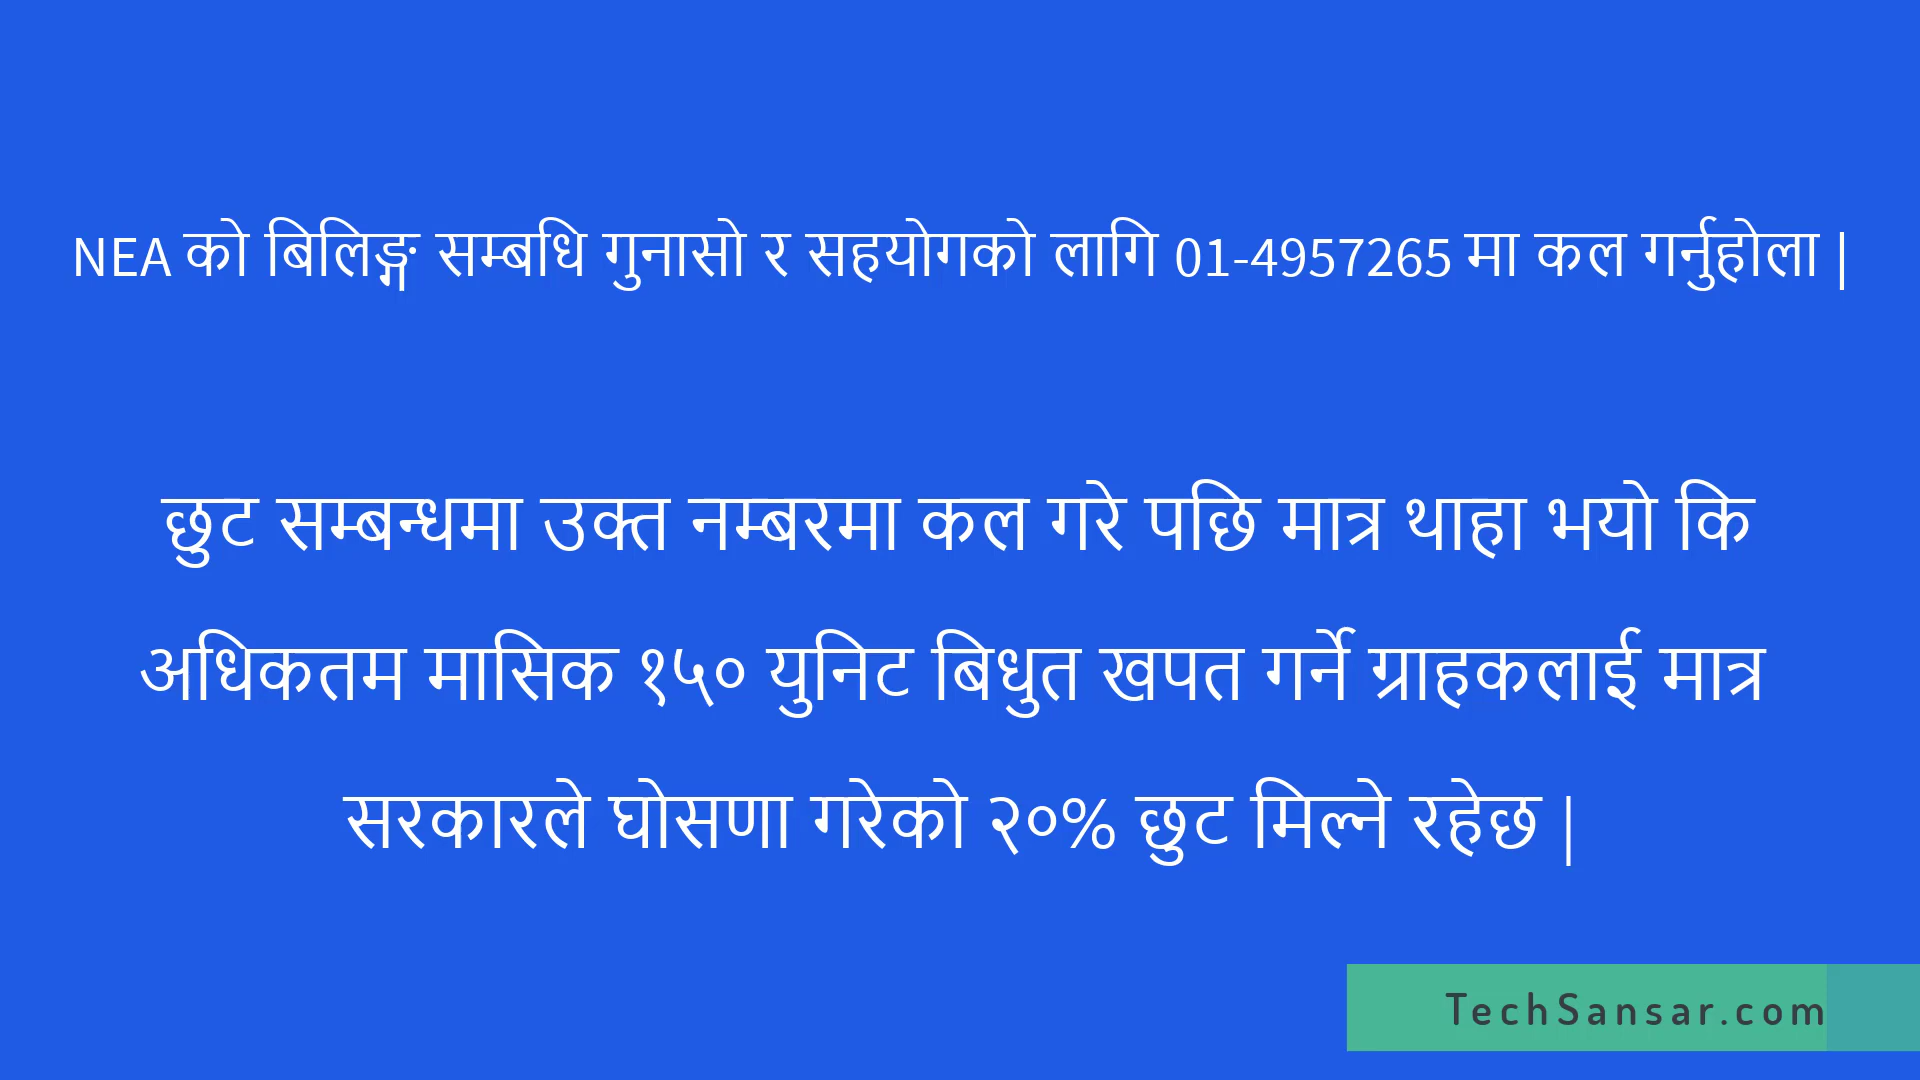 NEA को बिलिङ्ग सम्बधि गुनासो र सहयोगको लागि 01-4957265 मा कल गर्नुहोला |
छुट सम्बन्धमा उक्त नम्बरमा कल गरे पछि मात्र थाहा भयो कि
अधिकतम मासिक १५० युनिट बिधुत खपत गर्ने ग्राहकलाई मात्र
सरकारले घोसणा गरेको २०% छुट मिल्ने रहेछ |
TechSansar.com